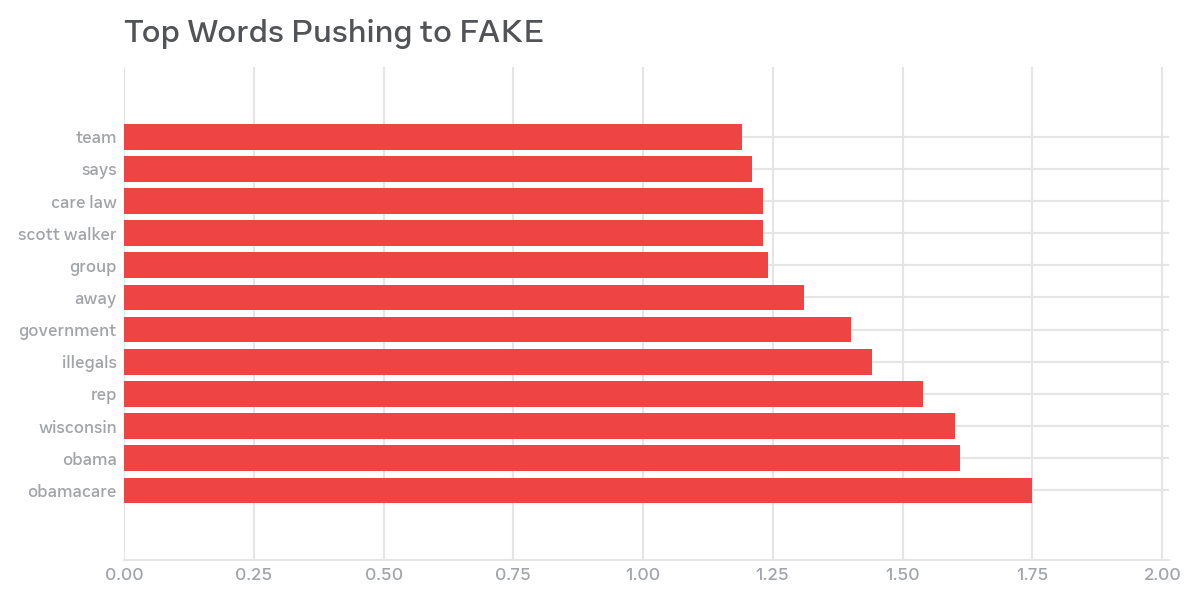 Top Words Pushing to FAKE
team
says
care law
scott walker
group
away
government
illegals
rep
wisconsin
obama
obamacare
0.00 0.25 0.50 0.75 1.00 1.25 1.50 1.75 2.00